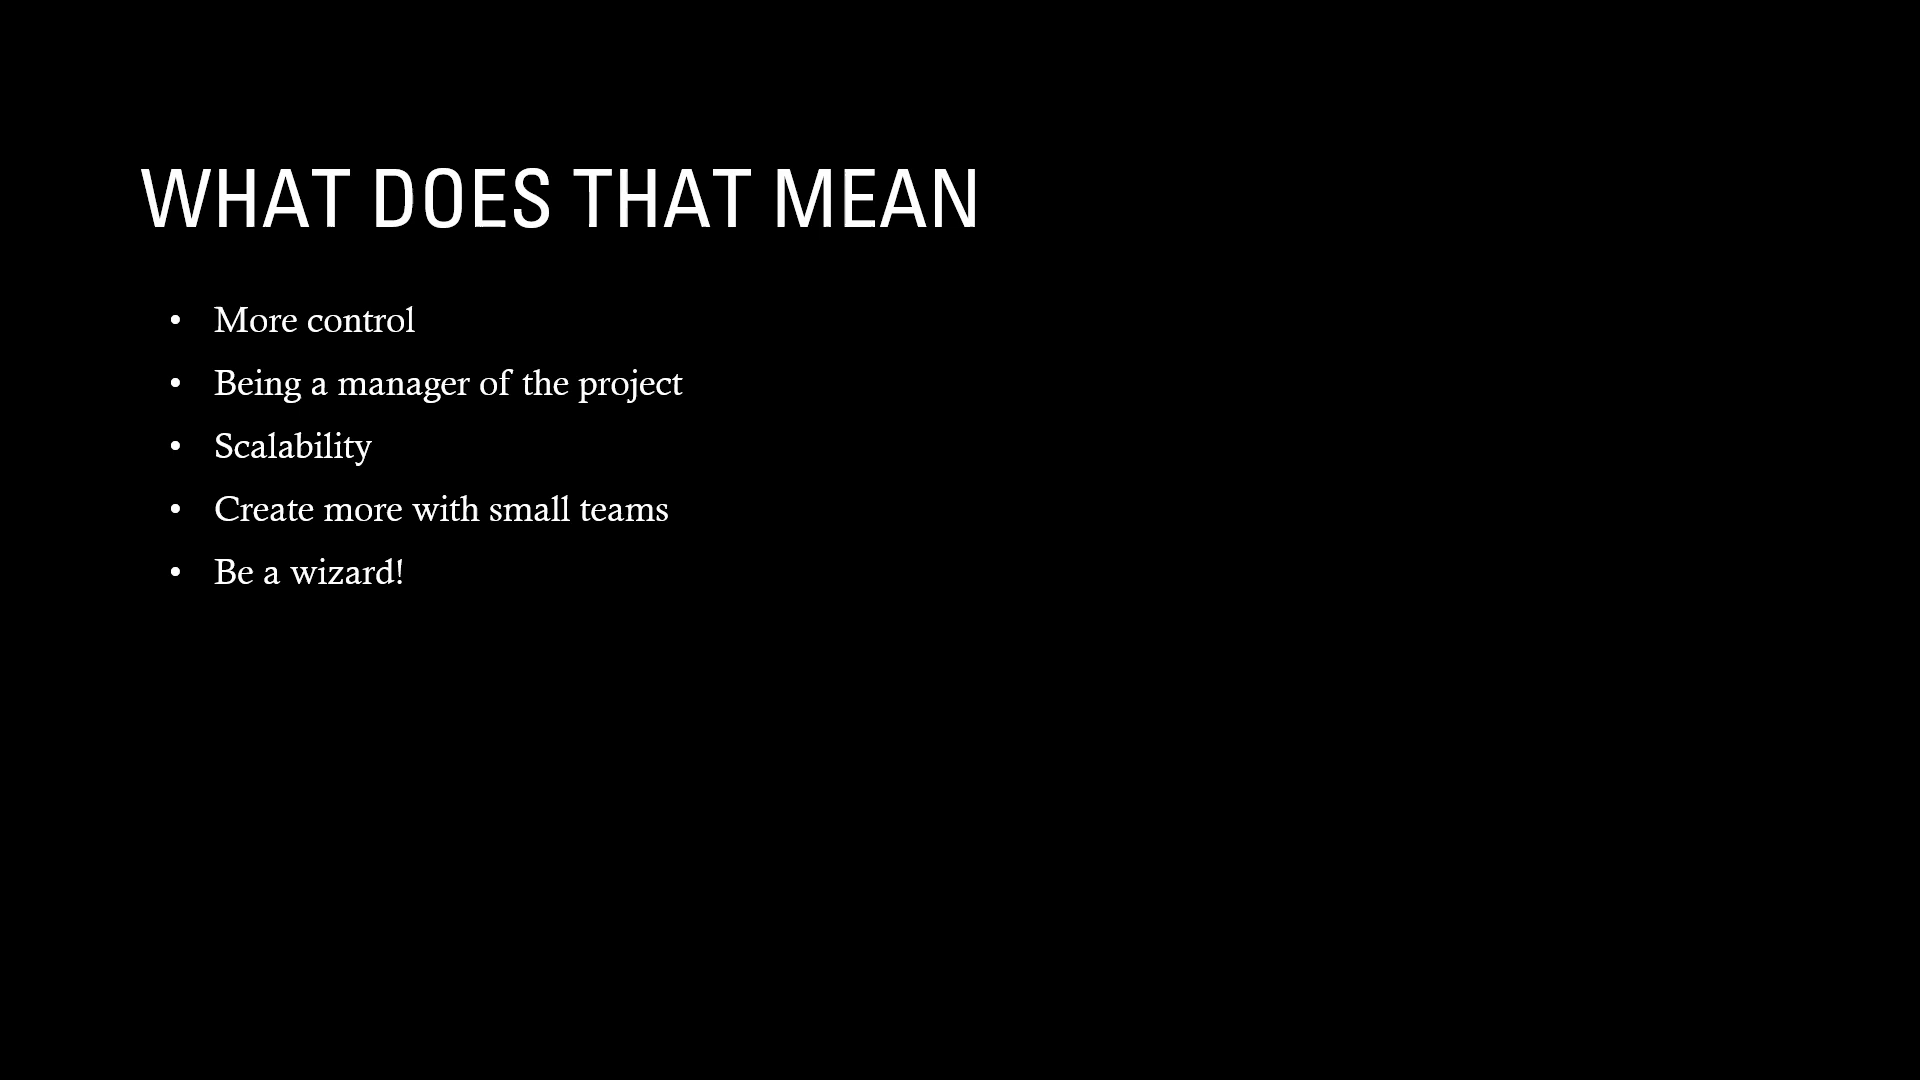 WHAT DOES THAT MEAN
• More control
• Being a manager of the project
• Scalability
• Create more with small teams
• Be a wizard!